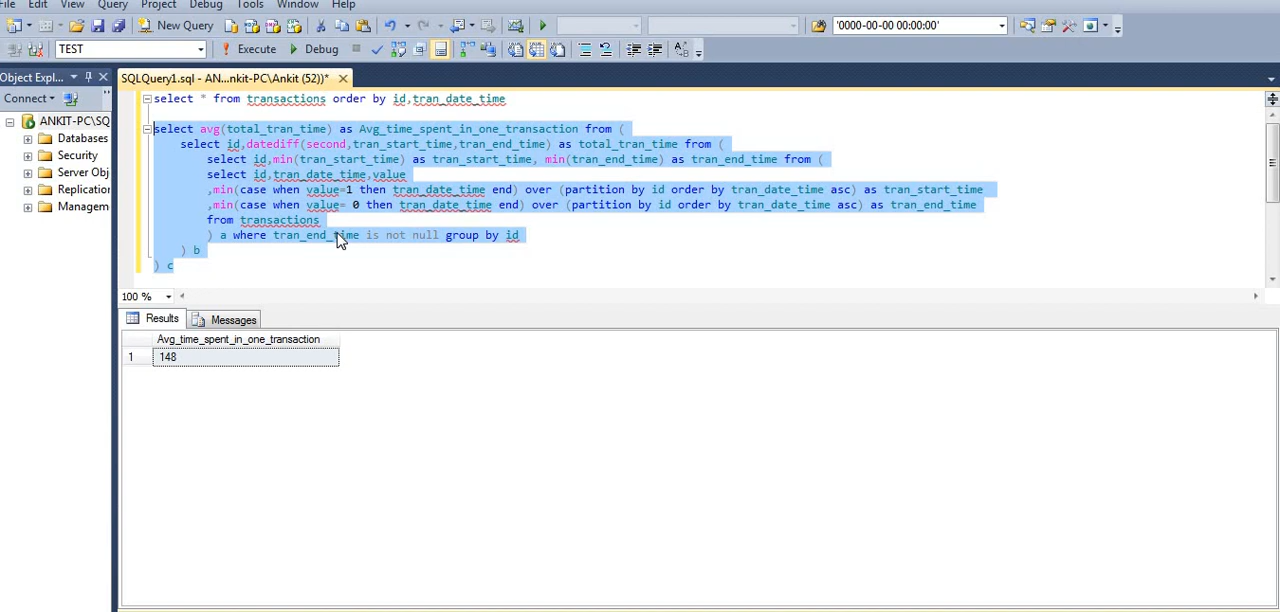 File Edit View Query Project Debug Tools Window Help
New Query '0000-00-00 00:00:00'
TEST Execute Debug
Object Expl...
SQLQuery1.sql - AN...nkit-PC\Ankit (52))*
Connect
ANKIT-PC\SQ
Databases
Security
Server Obj
Replication
Managem
select * from transactions order by id,tran_date_time
select avg(total_tran_time) as Avg_time_spent_in_one_transaction from (
select id,datediff(second,tran_start_time,tran_end_time) as total_tran_time from (
select id,min(tran_start_time) as tran_start_time, min(tran_end_time) as tran_end_time from (
select id,tran_date_time,value
,min(case when value=1 then tran_date_time end) over (partition by id order by tran_date_time asc) as tran_start_time
,min(case when value= 0 then tran_date_time end) over (partition by id order by tran_date_time asc) as tran_end_time
from transactions
) a where tran_end_time is not null group by id
) b
) c
100 %
Results Messages
Avg_time_spent_in_one_transaction
1 148